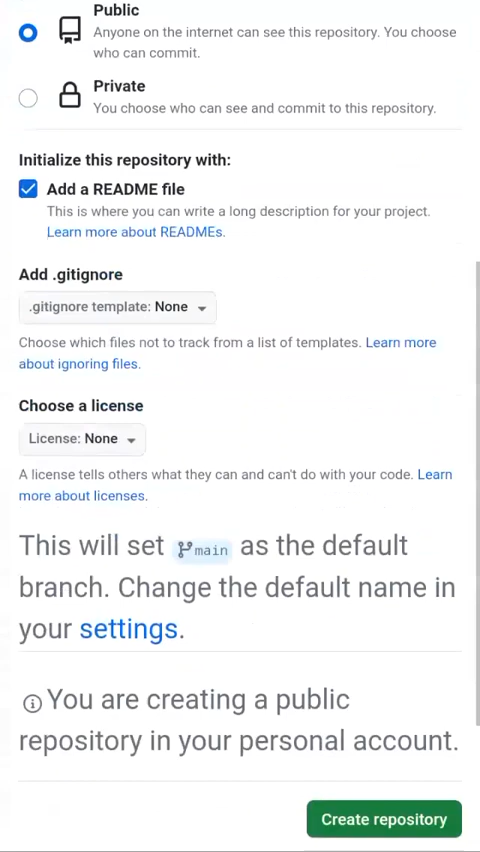 Public
Anyone on the internet can see this repository. You choose
who can commit.
Private
You choose who can see and commit to this repository.
Initialize this repository with:
Add a README file
This is where you can write a long description for your project.
Learn more about READMEs.
Add .gitignore
.gitignore template: None
Choose which files not to track from a list of templates. Learn more
about ignoring files.
Choose a license
License: None
A license tells others what they can and can't do with your code. Learn
more about licenses.
This will set main as the default
branch. Change the default name in
your settings.
You are creating a public
repository in your personal account.
Create repository